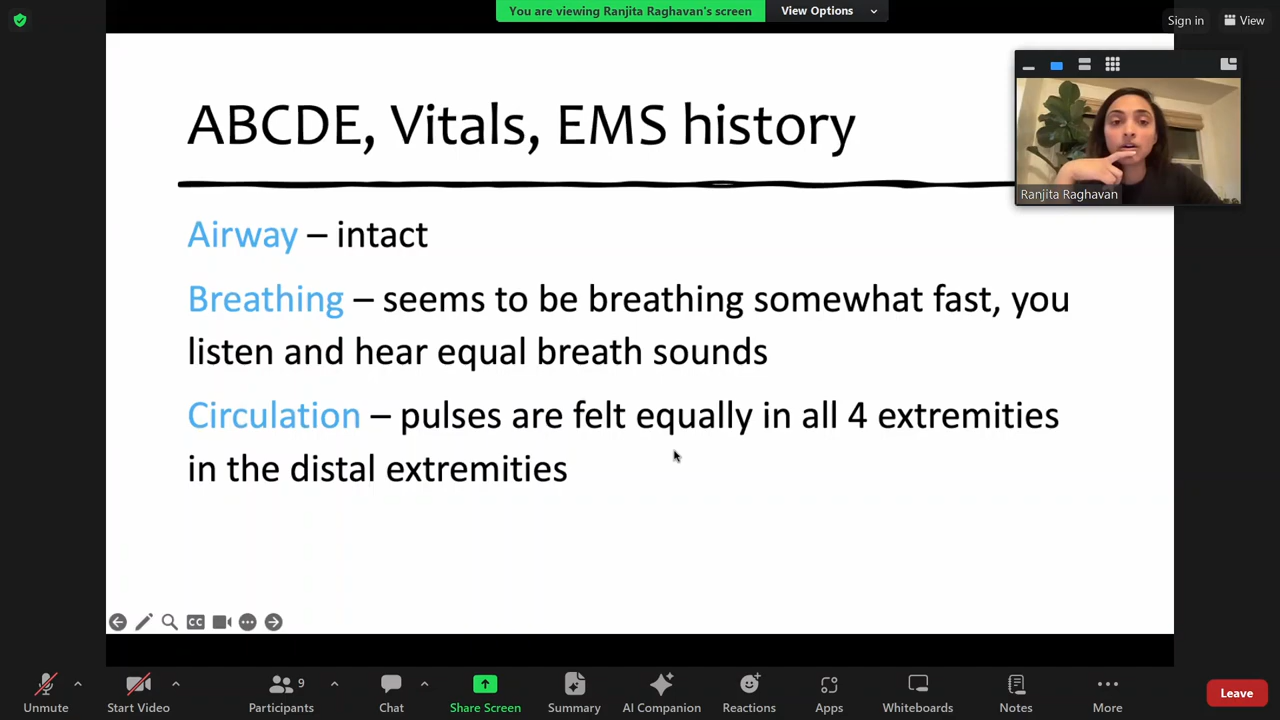 You are viewing Ranjita Raghavan's screen
View Options
Sign in
View
ABCDE, Vitals, EMS history
Ranjita Raghavan
Airway – intact
Breathing – seems to be breathing somewhat fast, you
listen and hear equal breath sounds
Circulation – pulses are felt equally in all 4 extremities
in the distal extremities
CC
9
Unmute
Start Video
Participants
Chat
Share Screen
Summary
AI Companion
Reactions
Apps
Whiteboards
Notes
More
Leave